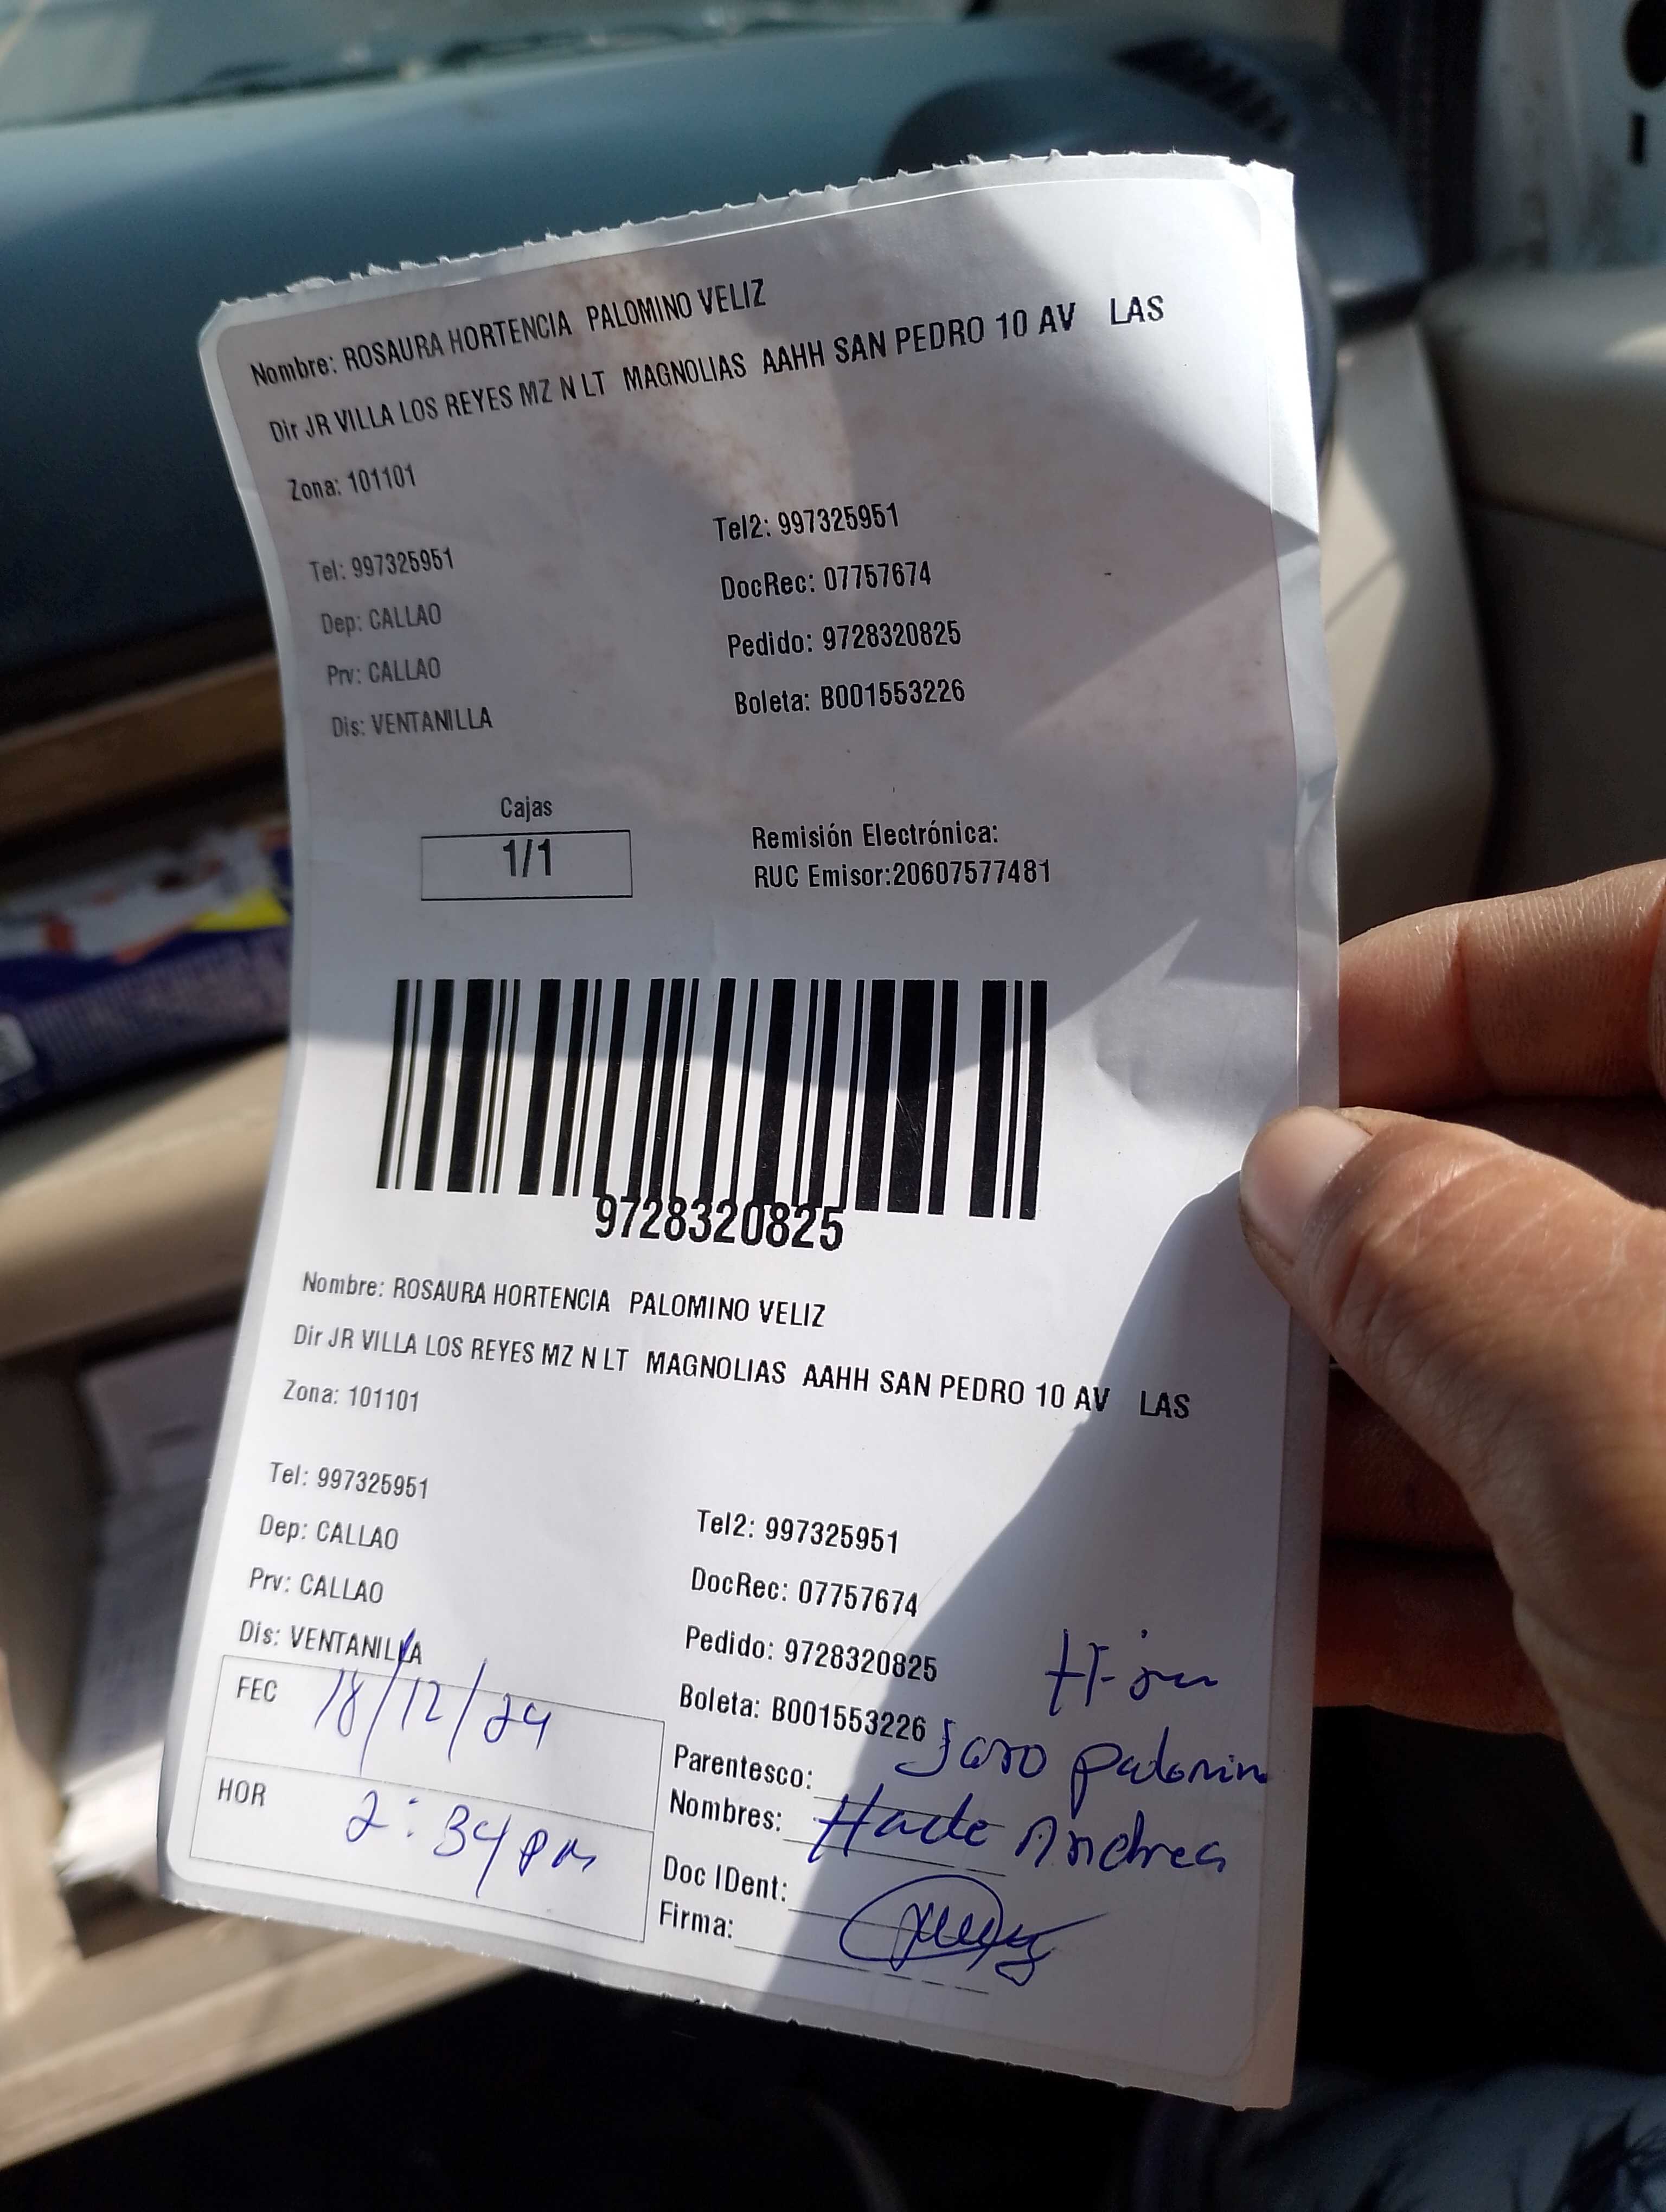 Nombre: ROSAURA HORTENCIA PALOMINO VELIZ
Dir JR VILLA LOS REYES MZ N LT MAGNOLIAS AAHH SAN PEDRO 10 AV LAS
Zona: 101101
Tel: 997325951 Tel2: 997325951
Dep: CALLAO DocRec: 07757674
Prv: CALLAO Pedido: 9728320825
Dis: VENTANILLA Boleta: B001553226
Cajas
1/1
Remisión Electrónica:
RUC Emisor:20607577481
9728320825
Nombre: ROSAURA HORTENCIA PALOMINO VELIZ
Dir JR VILLA LOS REYES MZ N LT MAGNOLIAS AAHH SAN PEDRO 10 AV LAS
Zona: 101101
Tel: 997325951 Tel2: 997325951
Dep: CALLAO DocRec: 07757674
Prv: CALLAO Pedido: 9728320825
Dis: VENTANILLA Boleta: B001553226
FEC 18/12/24
HOR 2:34 pm
Parentesco:
Nombres: Andrea
Doc IDent:
Firma: